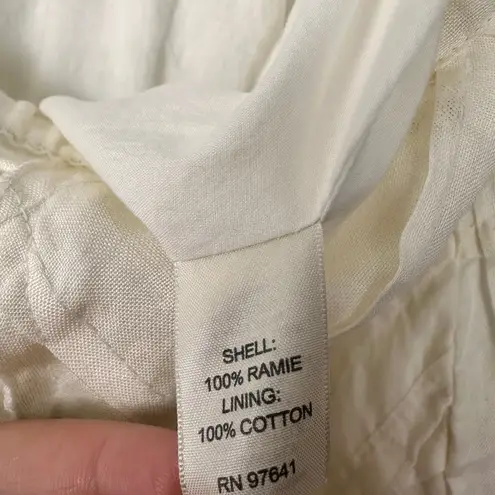 SHELL:
100% RAMIE
LINING:
100% COTTON
RN 97641